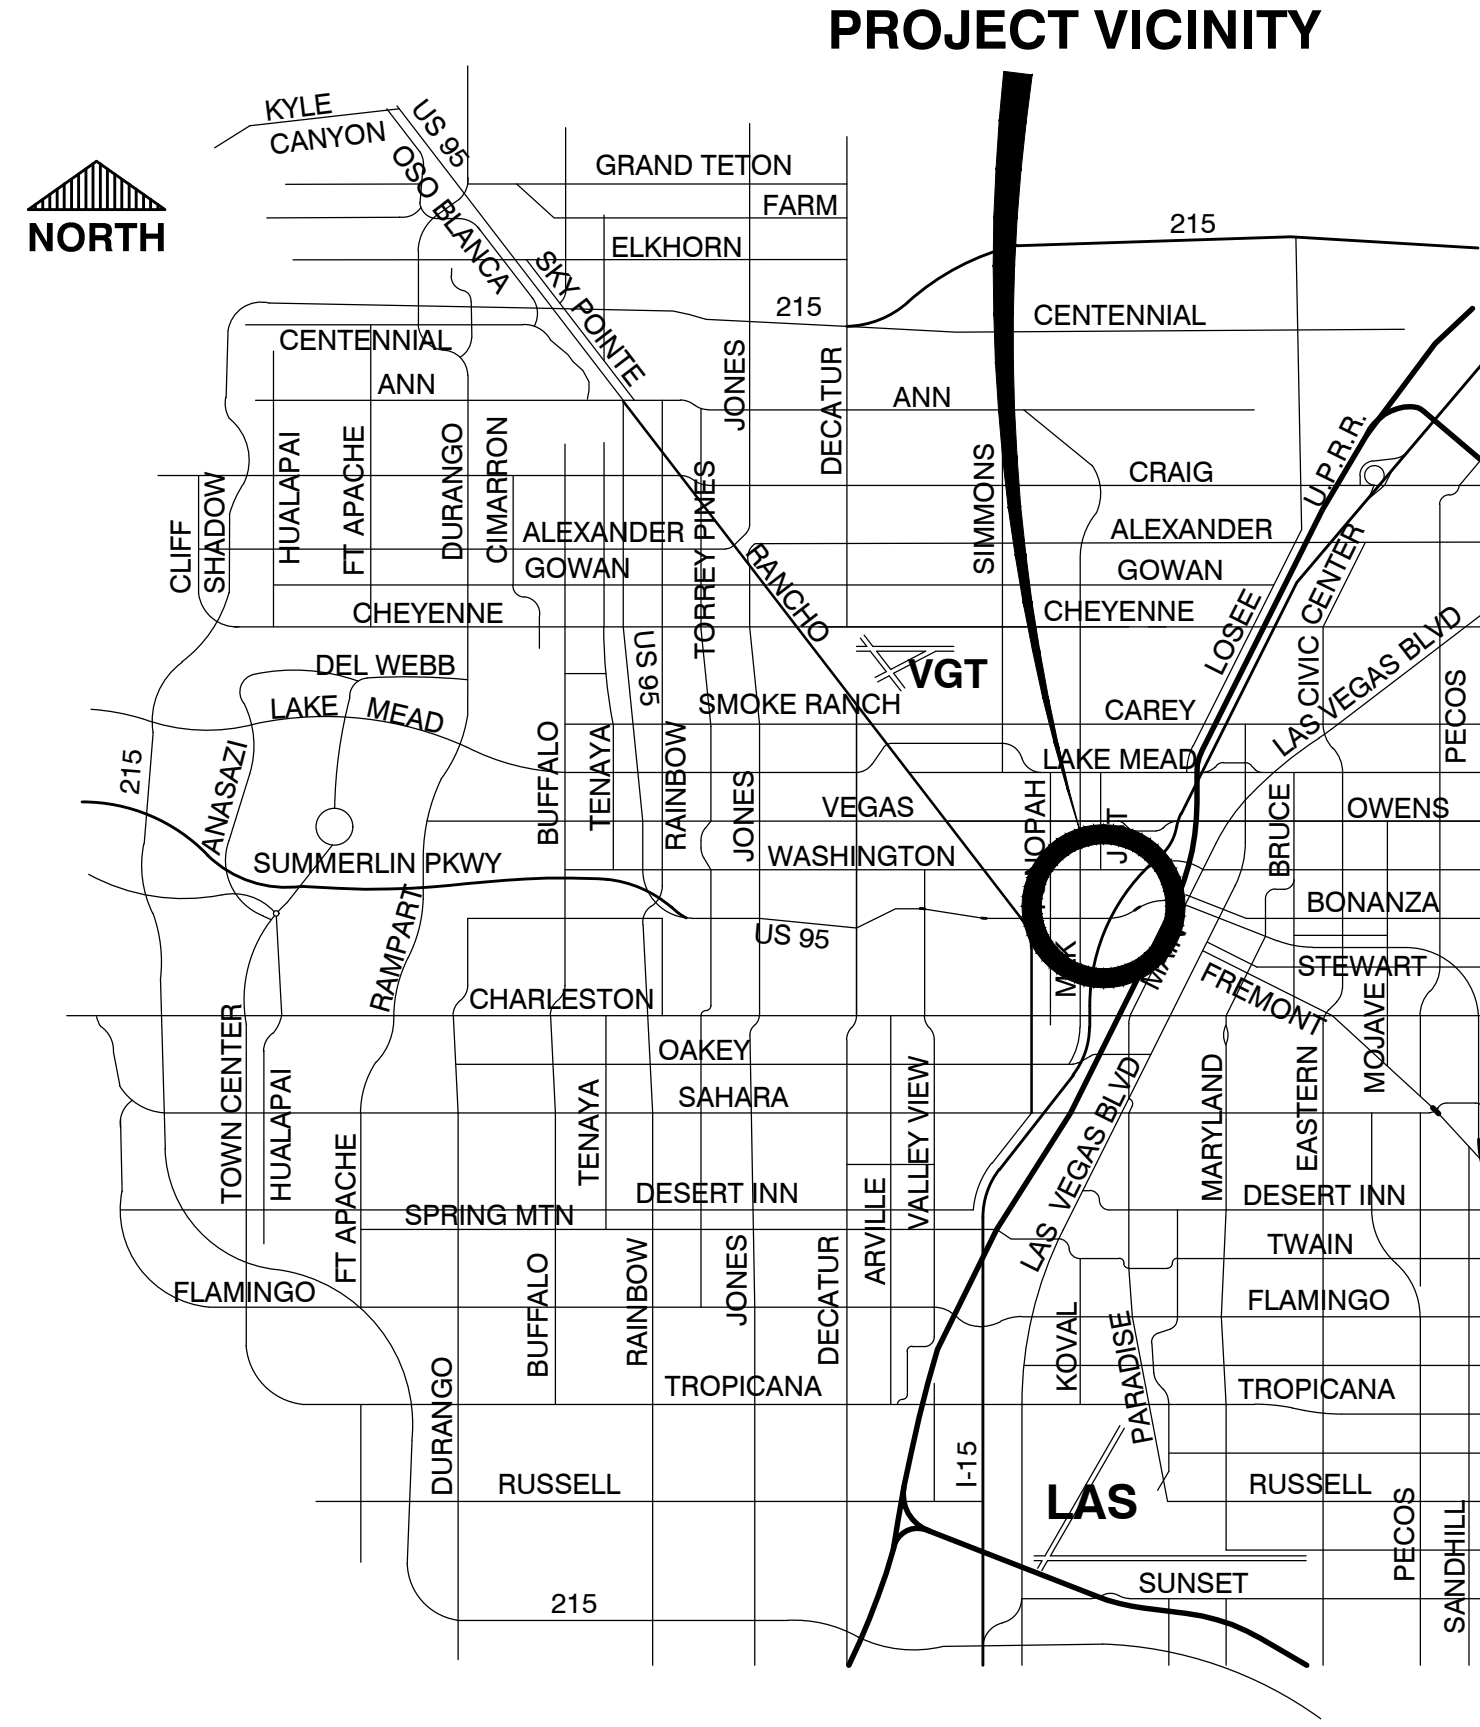 PROJECT VICINITY
KYLE
CANYON
US 95
OSO BLANCA
GRAND TETON
FARM
NORTH
ELKHORN
215
SKY POINTE
215
CENTENNIAL
CENTENNIAL
JONES
DECATUR
ANN
ANN
CLIFF
SHADOW
HUALAPAI
FT APACHE
DURANGO
CIMARRON
TORREY PINES
SIMMONS
CRAIG
U.P.R.R.
ALEXANDER
ALEXANDER
GOWAN
GOWAN
RANCHO
CHEYENNE
CHEYENNE
LOSEE
CIVIC CENTER
LAS VEGAS BLVD
DEL WEBB
US 95
VGT
LAKE MEAD
SMOKE RANCH
CAREY
PECOS
215
ANASAZI
BUFFALO
TENAYA
RAINBOW
JONES
LAKE MEAD
VEGAS
OWENS
BRUCE
SUMMERLIN PKWY
WASHINGTON
RAMPART
US 95
BONANZA
STEWART
FREMONT
MAIN
CHARLESTON
MOJAVE
TOWN CENTER
HUALAPAI
OAKEY
SAHARA
TENAYA
VALLEY VIEW
LAS VEGAS BLVD
MARYLAND
EASTERN
FT APACHE
DESERT INN
DESERT INN
SPRING MTN
ARVILLE
TWAIN
FLAMINGO
FLAMINGO
BUFFALO
RAINBOW
JONES
DECATUR
KOVAL
PARADISE
DURANGO
TROPICANA
TROPICANA
I-15
RUSSELL
RUSSELL
LAS
PECOS
SANDHILL
SUNSET
215